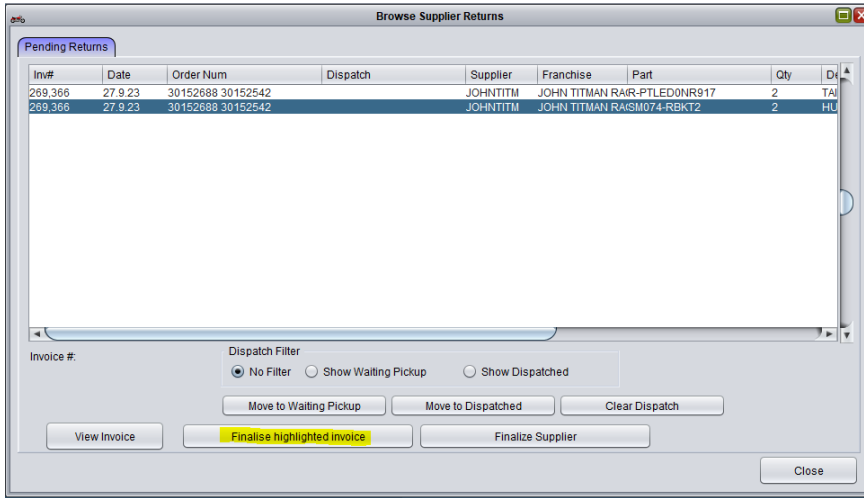 Browse Supplier Returns
Pending Returns
Inv# Date Order Num Dispatch Supplier Franchise Part Qty De
269,366 27.9.23 30152688 30152542 JOHNTITM JOHN TITMAN RA R-PTLED0NR917 2 TAI
269,366 27.9.23 30152688 30152542 JOHNTITM JOHN TITMAN RA SM074-RBKT2 2 HU
Invoice #:
Dispatch Filter
No Filter Show Waiting Pickup Show Dispatched
Move to Waiting Pickup Move to Dispatched Clear Dispatch
View Invoice Finalise highlighted invoice Finalize Supplier
Close